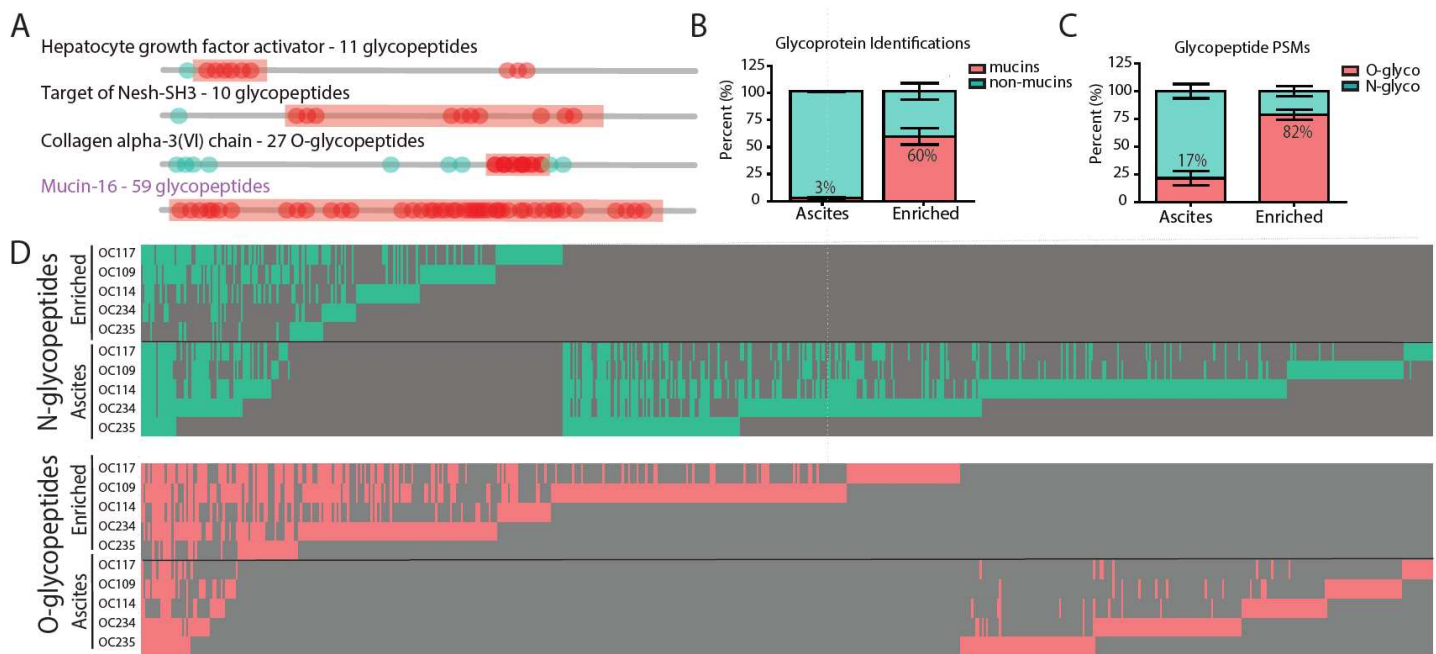 A
Hepatocyte growth factor activator - 11 glycopeptides
Target of Nesh-SH3 - 10 glycopeptides
Collagen alpha-3(VI) chain - 27 O-glycopeptides
Mucin-16 - 59 glycopeptides
B
Glycoprotein Identifications
mucins
non-mucins
Percent (%)
125
100
75
50
25
0
3%
60%
Ascites
Enriched
C
Glycopeptide PSMs
O-glyco
N-glyco
Percent (%)
125
100
75
50
25
0
17%
82%
Ascites
Enriched
D
N-glycopeptides
Enriched
OC117
OC109
OC114
OC234
OC235
Ascites
OC117
OC109
OC114
OC234
OC235
O-glycopeptides
Enriched
OC117
OC109
OC114
OC234
OC235
Ascites
OC117
OC109
OC114
OC234
OC235